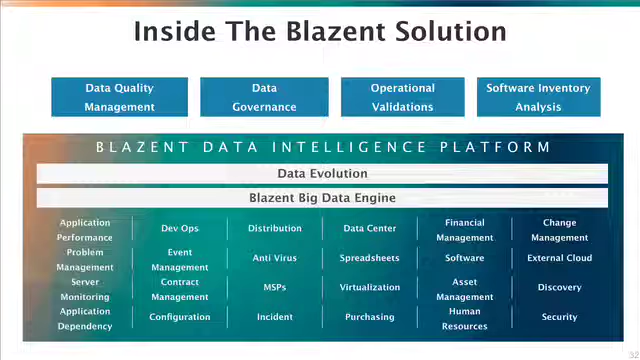 Inside The Blazent Solution
Data Quality
Management
Data
Governance
Operational
Validations
Software Inventory
Analysis
BLAZENT DATA INTELLIGENCE PLATFORM
Data Evolution
Blazent Big Data Engine
Application
Performance
Dev Ops
Distribution
Data Center
Financial
Management
Change
Management
Problem
Management
Event
Management
Anti Virus
Spreadsheets
Software
External Cloud
Server
Monitoring
Contract
Management
MSPs
Virtualization
Asset
Management
Discovery
Application
Dependency
Configuration
Incident
Purchasing
Human
Resources
Security
32